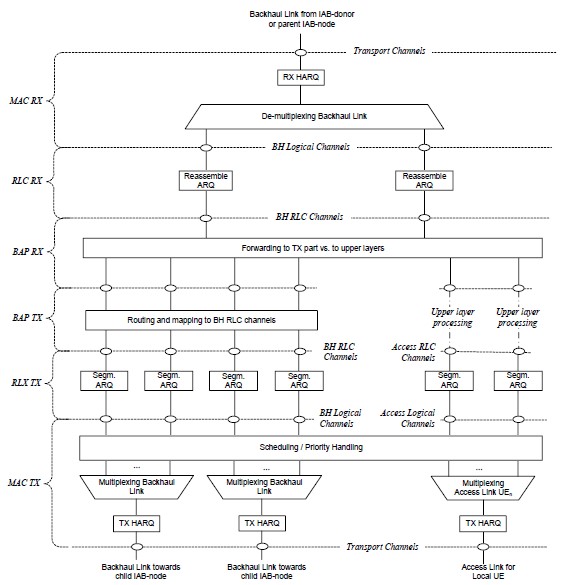 Backhaul Link from IAB-donor
or parent IAB-node
Transport Channels
RX HARQ
MAC RX
De-multiplexing Backhaul Link
BH Logical Channels
RLC RX
Reassemble
ARQ
Reassemble
ARQ
BH RLC Channels
BAP RX
Forwarding to TX part vs. to upper layers
BAP TX
Upper layer
processing
Upper layer
processing
Routing and mapping to BH RLC channels
BH RLC
Channels
Access RLC
Channels
RLX TX
Segm.
ARQ
Segm.
ARQ
Segm.
ARQ
Segm.
ARQ
Segm.
ARQ
Segm.
ARQ
BH Logical
Channels
Access Logical
Channels
Scheduling / Priority Handling
MAC TX
...
...
...
Multiplexing Backhaul
Link
Multiplexing Backhaul
Link
Multiplexing
Access Link UEn
TX HARQ
TX HARQ
TX HARQ
Transport Channels
Backhaul Link towards
child IAB-node
Backhaul Link towards
child IAB-node
Access Link for
Local UE